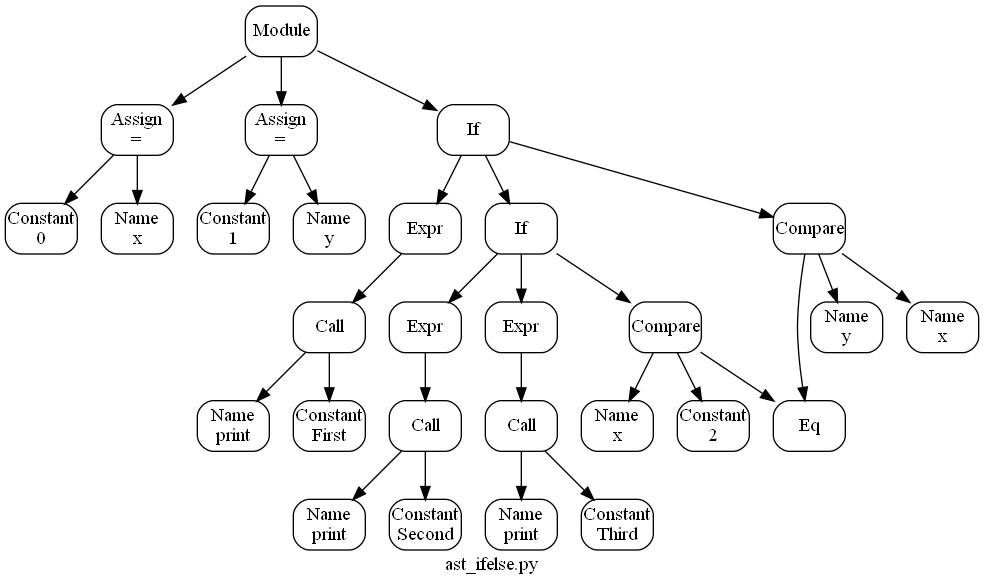 Module
Assign
=
Assign
=
If
Constant
0
Name
x
Constant
1
Name
y
Expr
If
Compare
Call
Expr
Expr
Compare
Name
y
Name
x
Name
print
Constant
First
Call
Call
Name
x
Constant
2
Eq
Name
print
Constant
Second
Name
print
Constant
Third
ast_ifelse.py